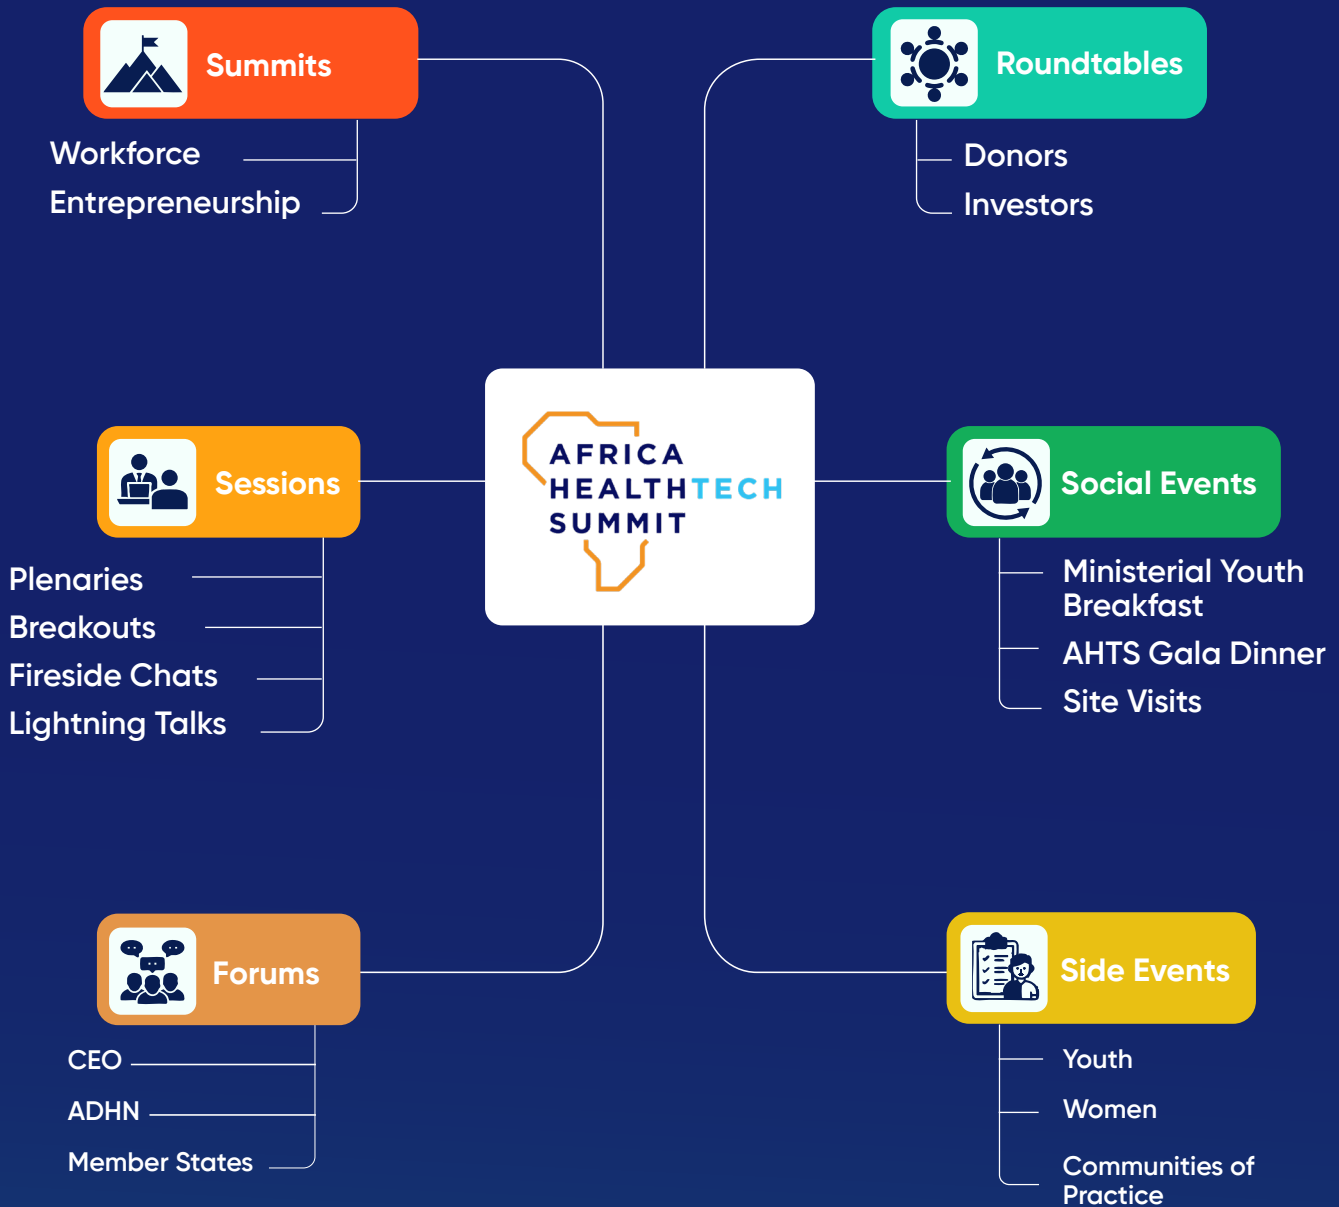 Summits
Workforce
Entrepreneurship
Roundtables
Donors
Investors
AFRICA
HEALTHTECH
SUMMIT
Sessions
Plenaries
Breakouts
Fireside Chats
Lightning Talks
Social Events
Ministerial Youth
Breakfast
AHTS Gala Dinner
Site Visits
Forums
CEO
ADHN
Member States
Side Events
Youth
Women
Communities of
Practice